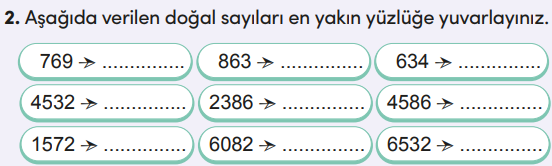 2. Aşağıda verilen doğal sayıları en yakın yüzlüğe yuvarlayınız.
769 ➛ ............... 863 ➛ ............... 634 ➛ ...............
4532 ➛ ............... 2386 ➛ ............... 4586 ➛ ...............
1572 ➛ ............... 6082 ➛ ............... 6532 ➛ ...............